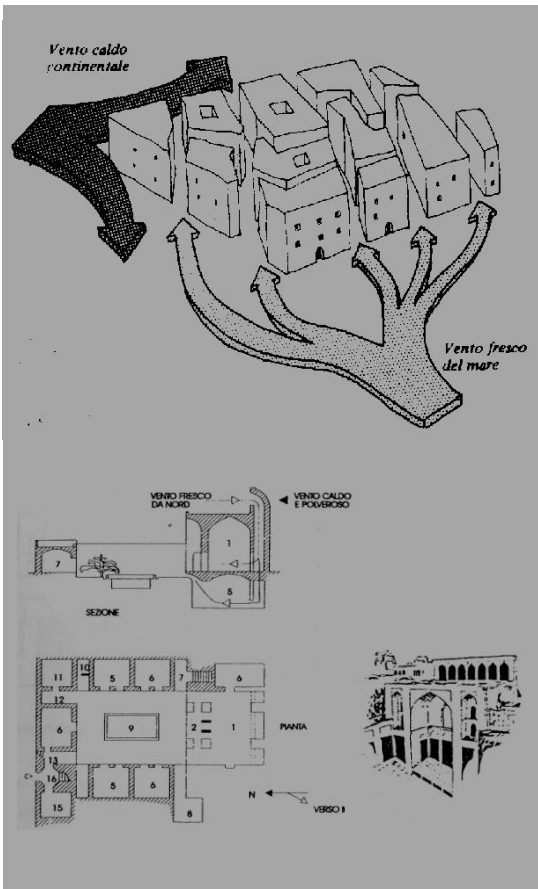 Vento caldo
continentale
Vento fresco
del mare
VENTO FRESCO
DA NORD
VENTO CALDO
E POLVEROSO
1
7
5
SEZIONE
11
10
5
6
7
6
12
6
9
2
1
PIANTA
13
16
5
6
15
8
N
VERSO